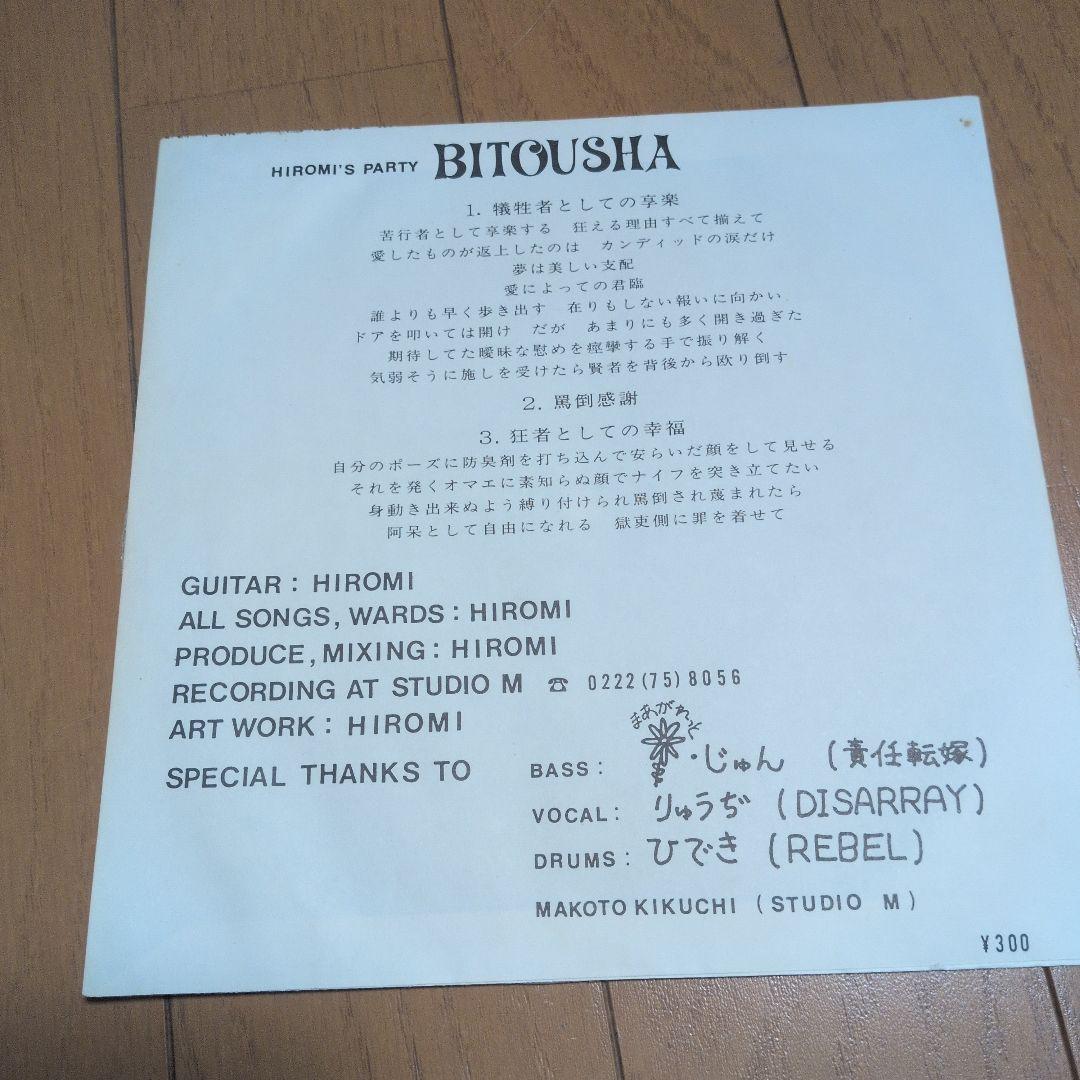 HIROMI'S PARTY BITOUSHA
1. 犠牲者としての享楽
苦行者として享楽する　狂える理由すべて揃えて
愛したものが返上したのは　カンディッドの涙だけ
夢は美しい支配
愛によっての君臨
誰よりも早く歩き出す　在りもしない報いに向かい
ドアを叩いては開け　だが　あまりにも多く開き過ぎた
期待してた曖昧な慰めを痙攣する手で振り解く
気弱そうに施しを受けたら賢者を背後から欧り倒す
2. 罵倒感謝
3. 狂者としての幸福
自分のポーズに防臭剤を打ち込んで安らいだ顔をして見せる
それを発くオマエに素知らぬ顔でナイフを突き立てたい
身動き出来ぬよう縛り付けられ罵倒され蔑まれたら
阿呆として自由になれる　獄吏側に罪を着せて
GUITAR : HIROMI
ALL SONGS, WARDS : HIROMI
PRODUCE, MIXING : HIROMI
RECORDING AT STUDIO M ☎ 0222(75)8056
ART WORK : HIROMI
SPECIAL THANKS TO
まあがれっと
BASS : ・じゅん (責任転嫁)
VOCAL : りゅうぢ (DISARRAY)
DRUMS : ひでき (REBEL)
MAKOTO KIKUCHI ( STUDIO M )
¥300